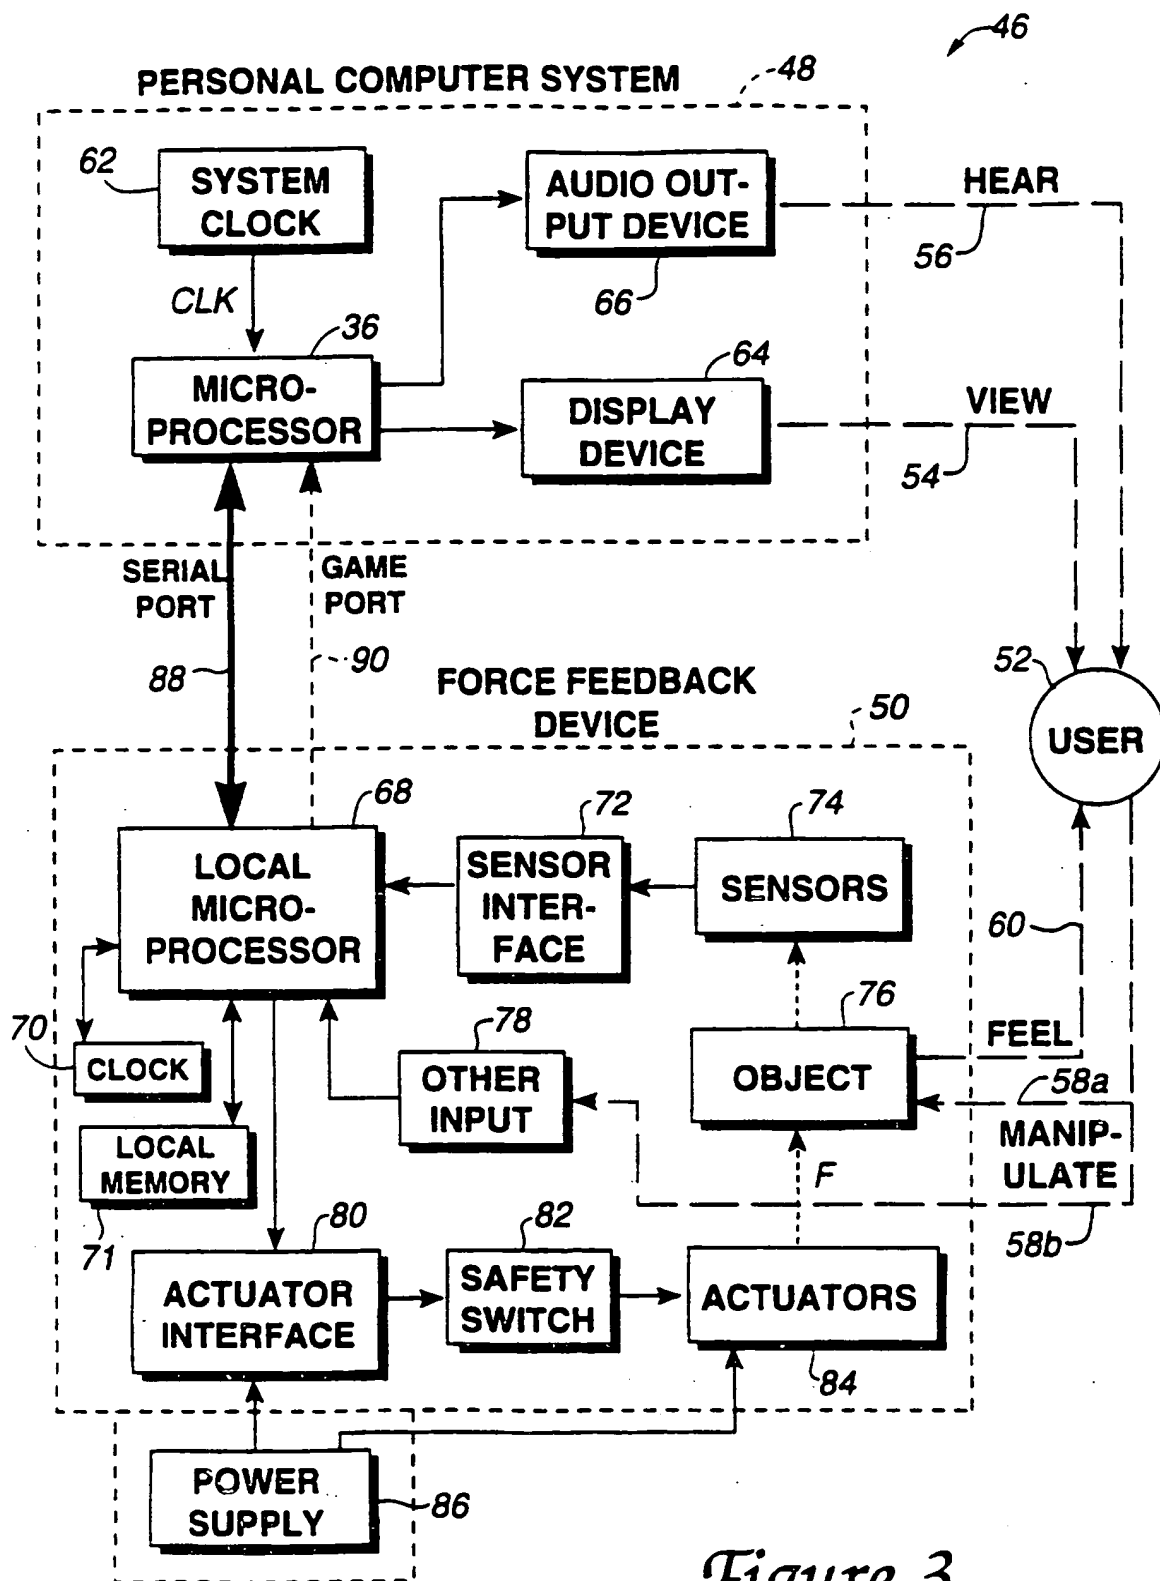 46
PERSONAL COMPUTER SYSTEM
48
62
SYSTEM
CLOCK
AUDIO OUT-
PUT DEVICE
HEAR
56
66
CLK
36
MICRO-
PROCESSOR
64
DISPLAY
DEVICE
VIEW
54
SERIAL
PORT
GAME
PORT
88
90
FORCE FEEDBACK
DEVICE
50
52
USER
68
LOCAL
MICRO-
PROCESSOR
72
SENSOR
INTER-
FACE
74
SENSORS
60
70
CLOCK
78
OTHER
INPUT
76
OBJECT
FEEL
58a
MANIP-
ULATE
58b
LOCAL
MEMORY
71
F
80
ACTUATOR
INTERFACE
82
SAFETY
SWITCH
ACTUATORS
84
POWER
SUPPLY
86
Figure 3